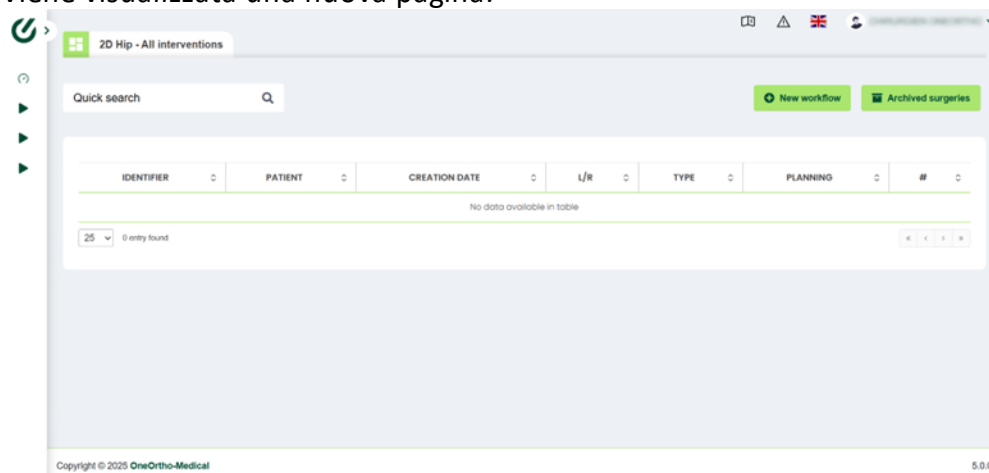 viene visualizzata una nuova pagina:
2D Hip - All interventions
Quick search
New workflow
Archived surgeries
IDENTIFIER PATIENT CREATION DATE L/R TYPE PLANNING #
No data available in table
25 0 entry found
« ‹ › »
Copyright © 2025 OneOrtho-Medical 5.0.